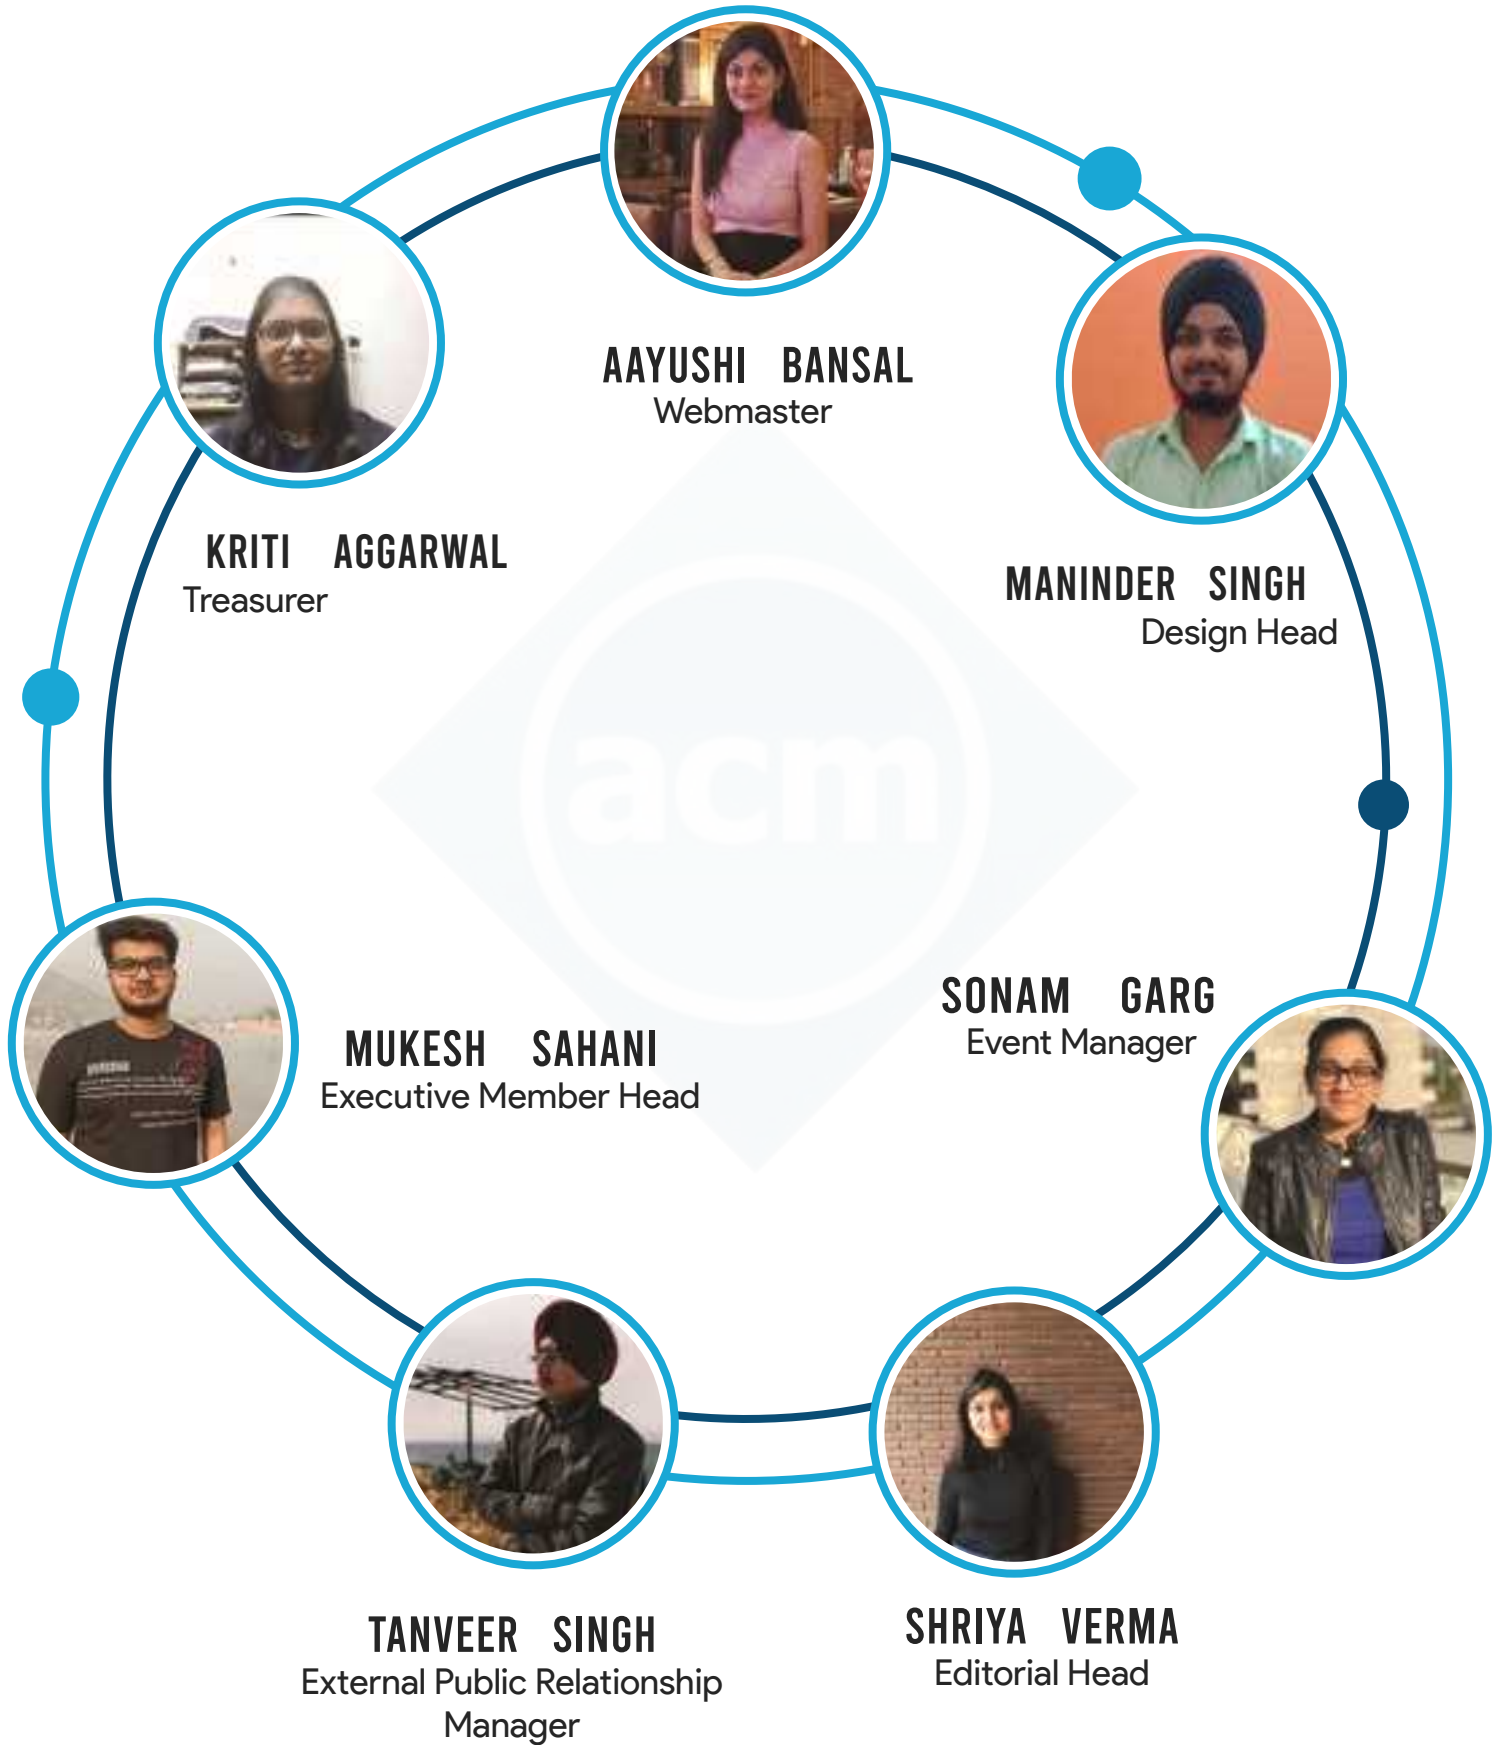 AAYUSHI BANSAL
Webmaster
KRITI AGGARWAL
Treasurer
MANINDER SINGH
Design Head
acm
SONAM GARG
Event Manager
MUKESH SAHANI
Executive Member Head
TANVEER SINGH
External Public Relationship
Manager
SHRIYA VERMA
Editorial Head